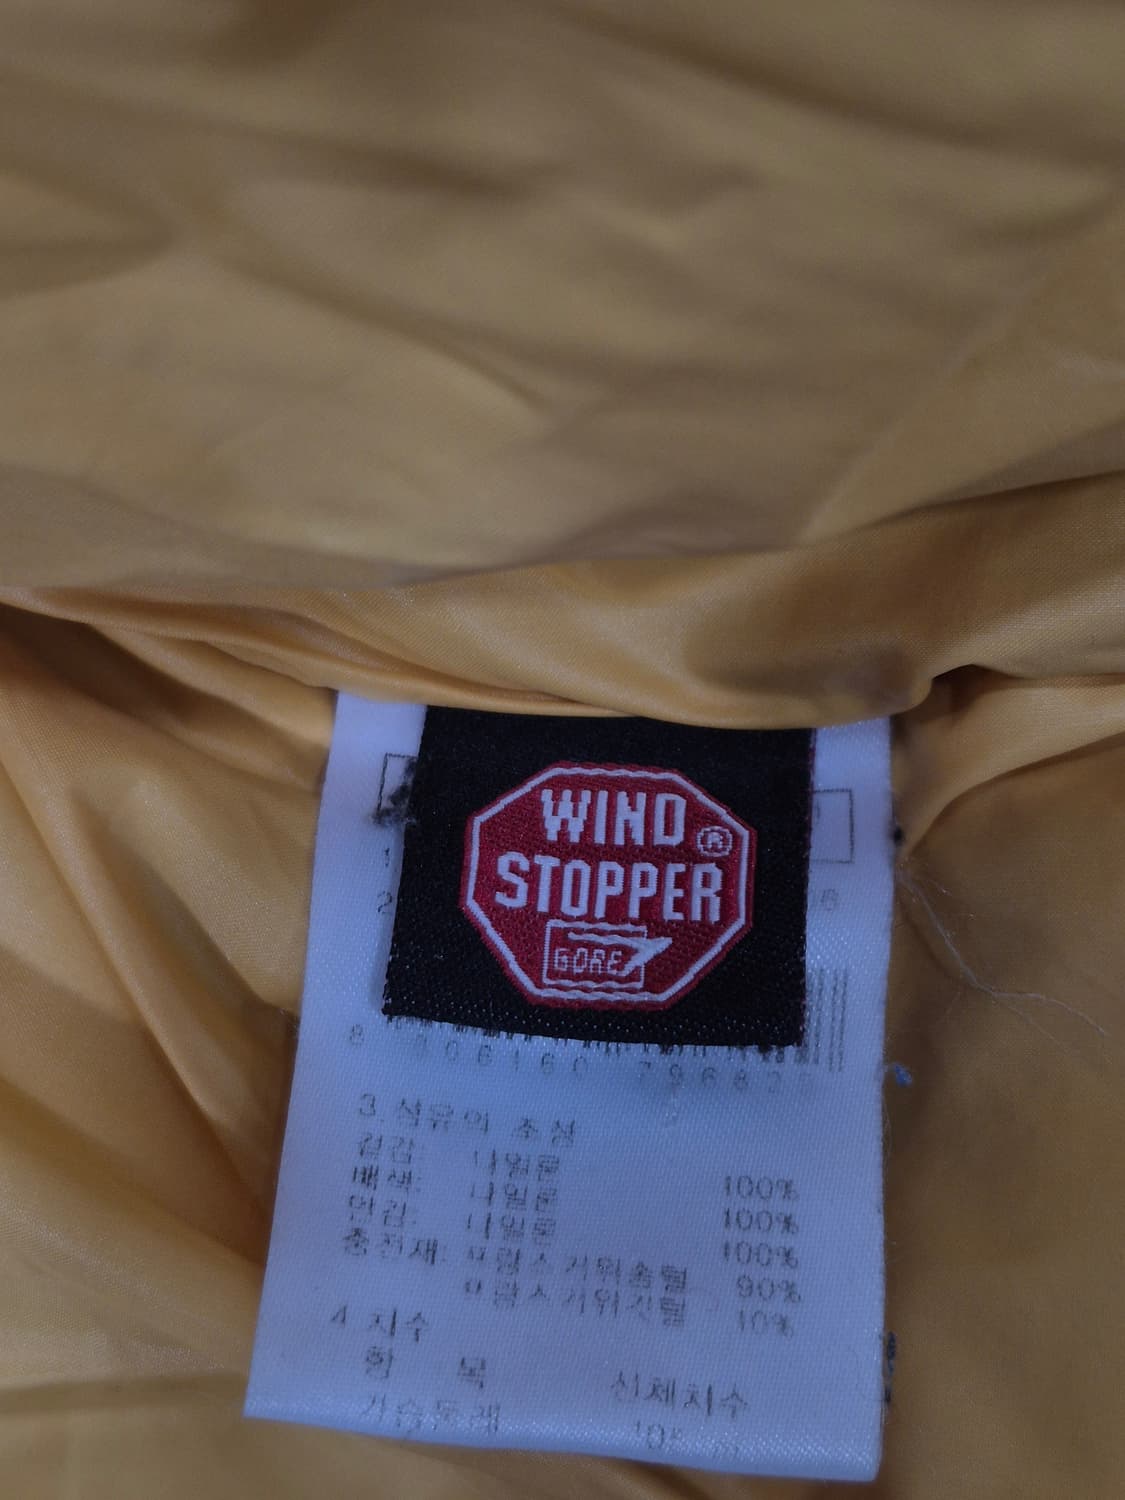 WIND
STOPPER®
GORE
1
2
3.섬유의 조성
겉감: 나일론 100%
배색: 나일론 100%
안감: 나일론 100%
충전재: 프랑스거위솜털 90%
프랑스거위깃털 10%
4.치수
항 목 신체치수
가슴둘레